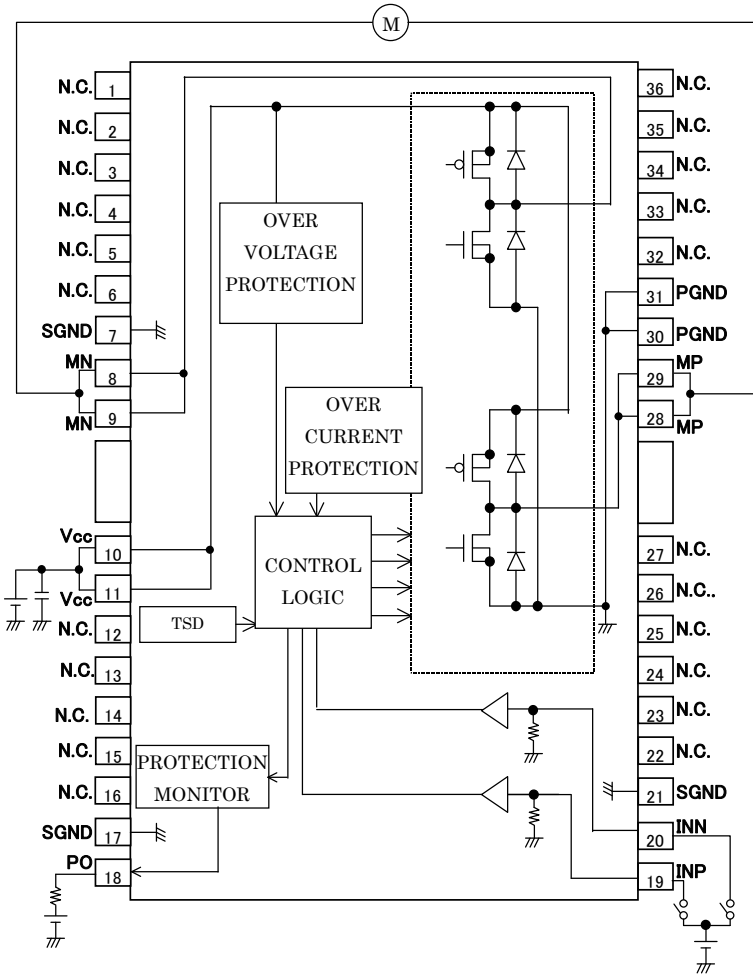 M
N.C. 1
N.C. 2
N.C. 3
N.C. 4
N.C. 5
N.C. 6
SGND 7
MN 8
9
MN
Vcc 10
11
Vcc
N.C. 12
N.C. 13
N.C. 14
N.C. 15
N.C. 16
SGND 17
PO 18
OVER
VOLTAGE
PROTECTION
OVER
CURRENT
PROTECTION
CONTROL
LOGIC
TSD
PROTECTION
MONITOR
36 N.C.
35 N.C.
34 N.C.
33 N.C.
32 N.C.
31 PGND
30 PGND
29 MP
28 MP
27 N.C.
26 N.C..
25 N.C.
24 N.C.
23 N.C.
22 N.C.
21 SGND
20 INN
19 INP